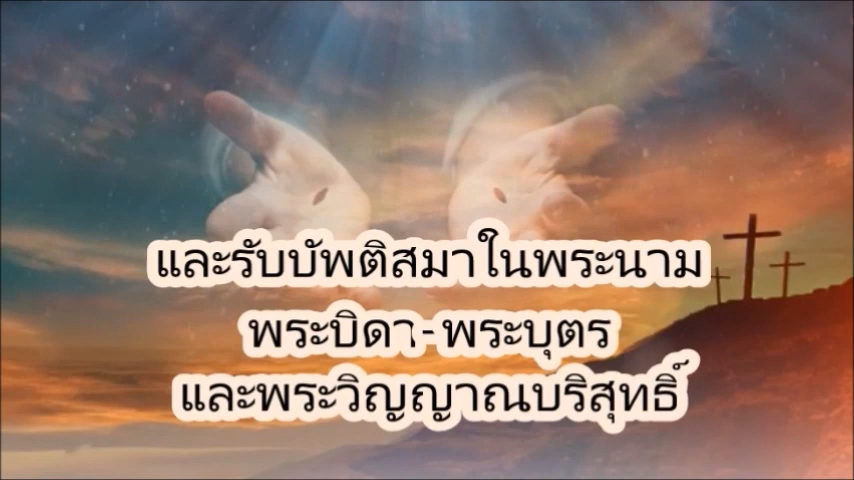 และรับบัพติสมาในพระนาม
พระบิดา-พระบุตร
และพระวิญญาณบริสุทธิ์